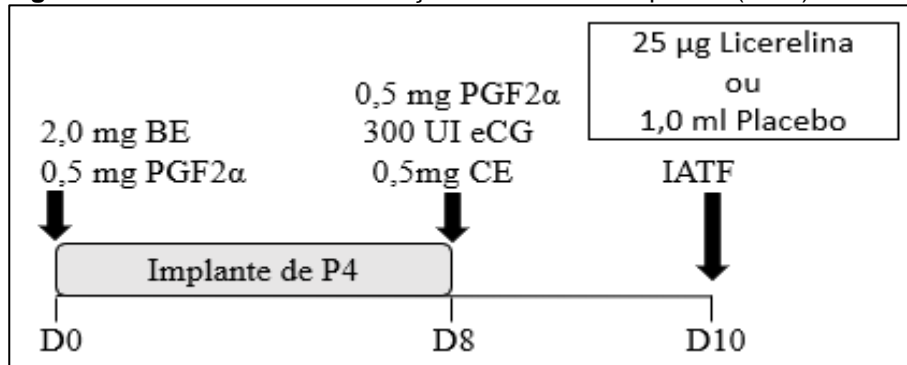 25 µg Licerelina
ou
1,0 ml Placebo
0,5 mg PGF2α
2,0 mg BE
300 UI eCG
0,5 mg PGF2α
0,5mg CE
IATF
Implante de P4
D0
D8
D10